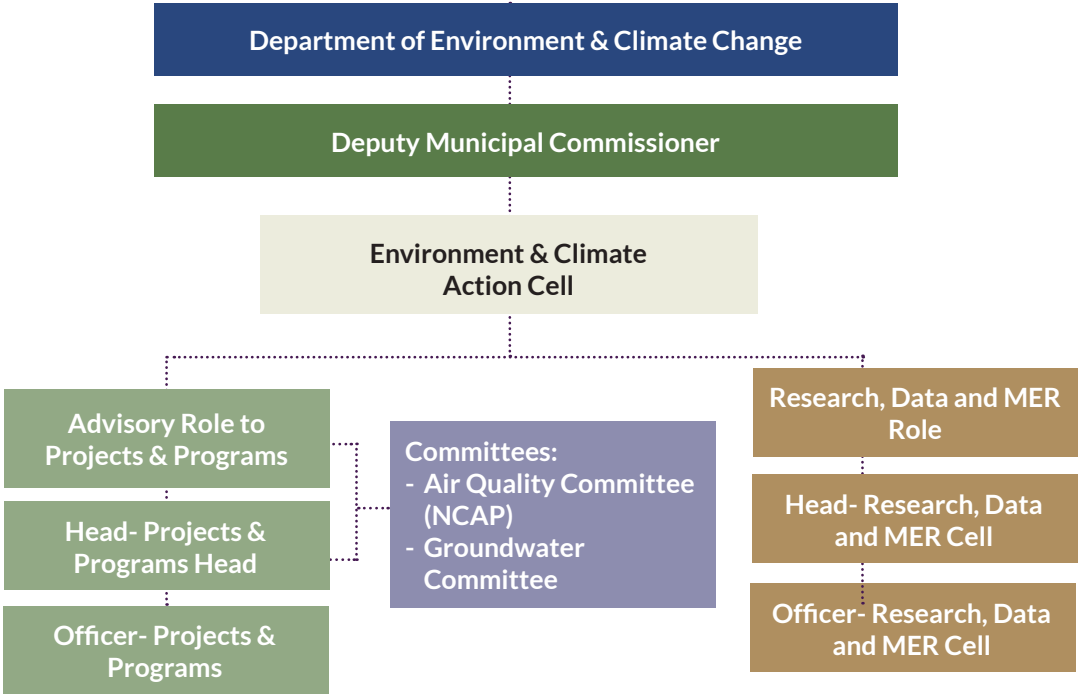 Department of Environment & Climate Change
Deputy Municipal Commissioner
Environment & Climate
Action Cell
Advisory Role to
Projects & Programs
Head- Projects &
Programs Head
Officer- Projects &
Programs
Committees:
- Air Quality Committee
(NCAP)
- Groundwater
Committee
Research, Data and MER
Role
Head- Research, Data
and MER Cell
Officer- Research, Data
and MER Cell